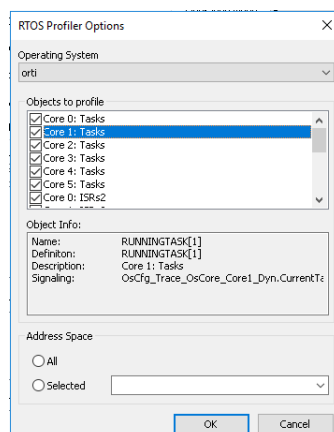 RTOS Profiler Options
Operating System
orti
Objects to profile
Core 0: Tasks
Core 1: Tasks
Core 2: Tasks
Core 3: Tasks
Core 4: Tasks
Core 5: Tasks
Core 0: ISRs2
Object Info:
Name: RUNNINGTASK[1]
Definiton: RUNNINGTASK[1]
Description: Core 1: Tasks
Signaling: OsCfg_Trace_OsCore_Core1_Dyn.CurrentTa
Address Space
All
Selected
OK Cancel